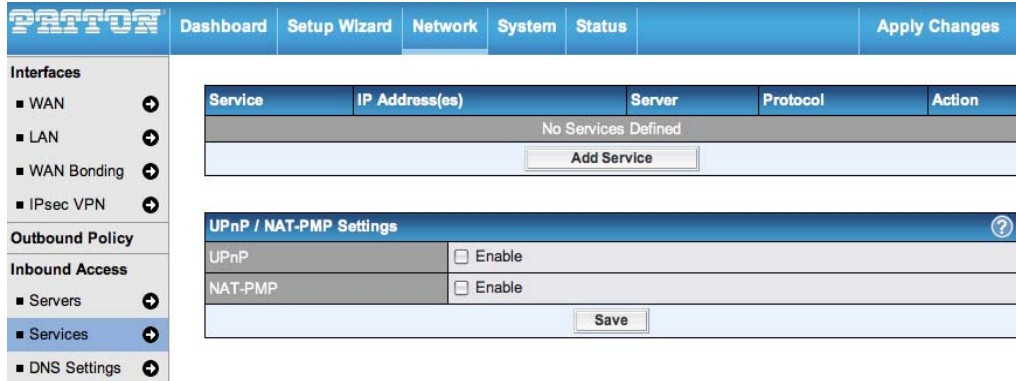 PATTON
Dashboard Setup Wizard Network System Status Apply Changes
Interfaces
WAN
LAN
WAN Bonding
IPsec VPN
Outbound Policy
Inbound Access
Servers
Services
DNS Settings
Service IP Address(es) Server Protocol Action
No Services Defined
Add Service
UPnP / NAT-PMP Settings ?
UPnP Enable
NAT-PMP Enable
Save